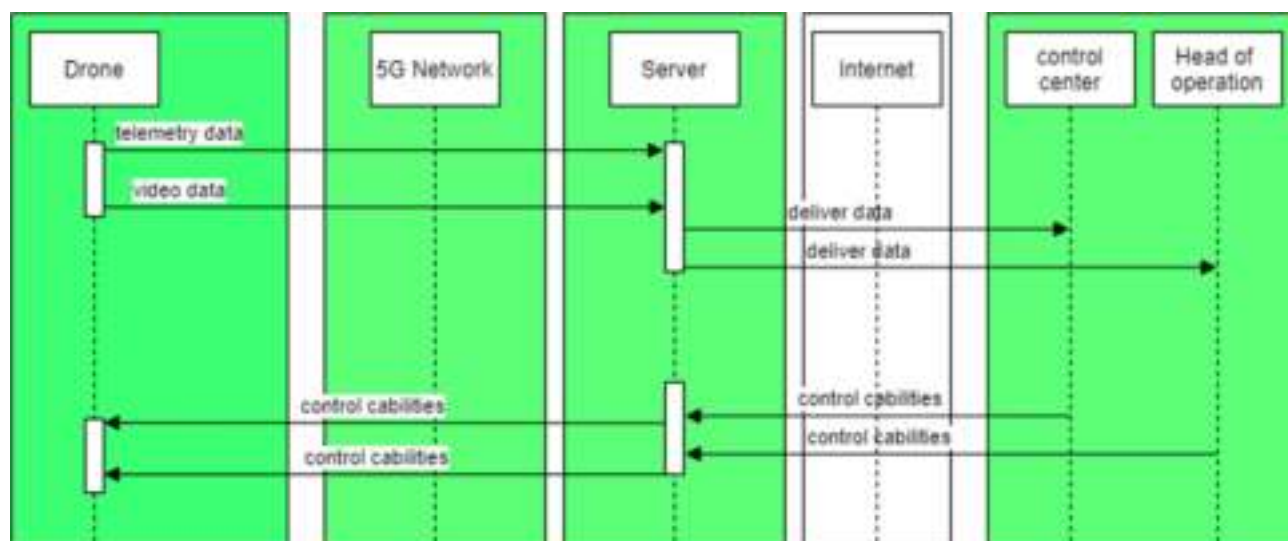 Drone
5G Network
Server
Internet
control
center
Head of
operation
telemetry data
video data
deliver data
deliver data
control cabilities
control cabilities
control cabilities
control cabilities